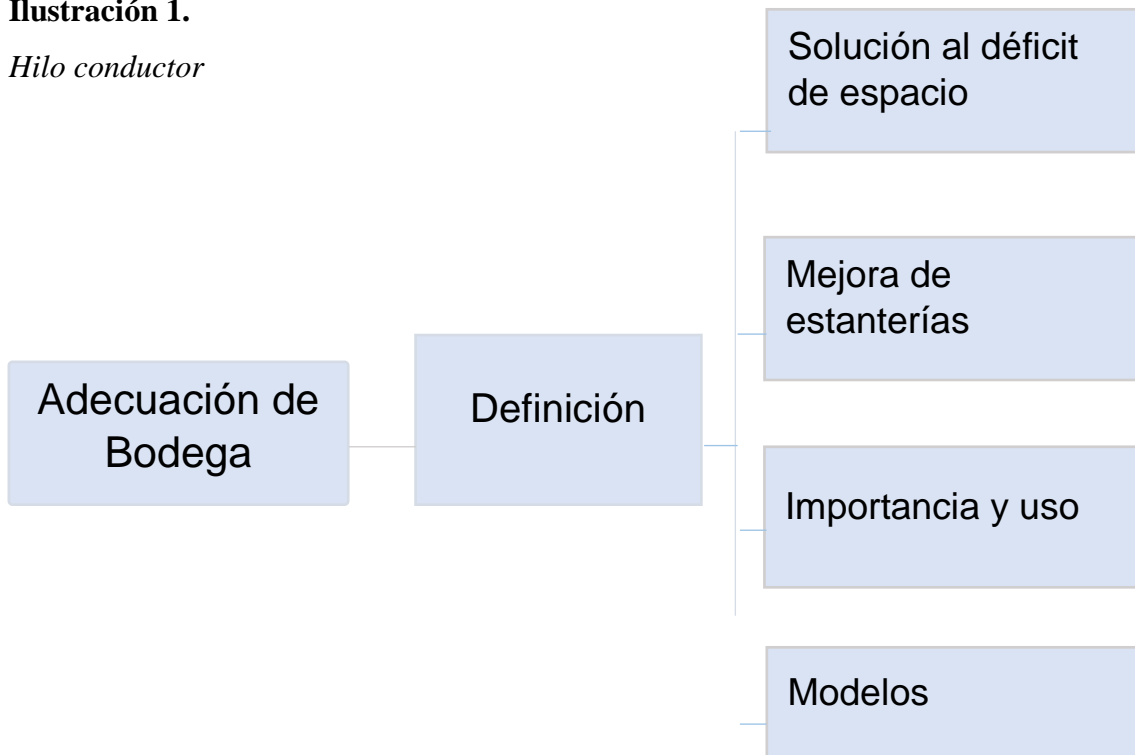 Ilustración 1.
Hilo conductor
Adecuación de
Bodega
Definición
Solución al déficit
de espacio
Mejora de
estanterías
Importancia y uso
Modelos